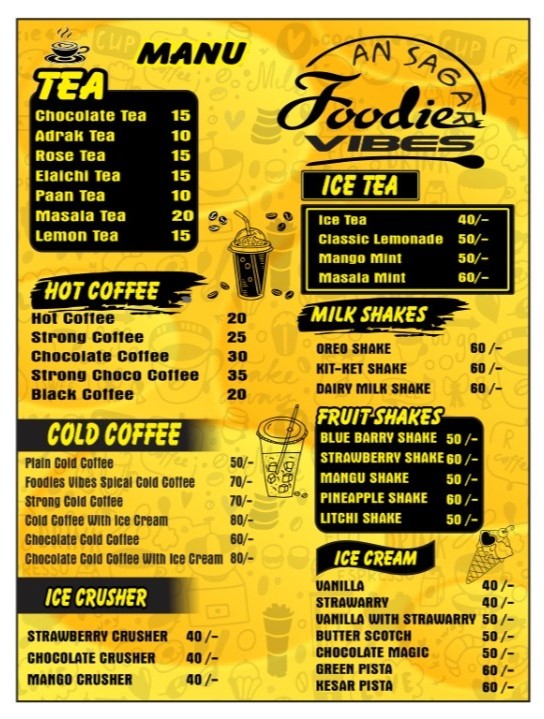 MANU
TEA
Chocolate Tea 15
Adrak Tea 10
Rose Tea 15
Elaichi Tea 15
Paan Tea 10
Masala Tea 20
Lemon Tea 15
HOT COFFEE
Hot Coffee 20
Strong Coffee 25
Chocolate Coffee 30
Strong Choco Coffee 35
Black Coffee 20
COLD COFFEE
Plain Cold Coffee 50/-
Foodies Vibes Spical Cold Coffee 70/-
Strong Cold Coffee 70/-
Cold Coffee With Ice Cream 80/-
Chocolate Cold Coffee 60/-
Chocolate Cold Coffee With Ice Cream 80/-
ICE CRUSHER
STRAWBERRY CRUSHER 40 /-
CHOCOLATE CRUSHER 40 /-
MANGO CRUSHER 40 /-
AN SAGAR
Foodies
VIBES
ICE TEA
Ice Tea 40/-
Classic Lemonade 50/-
Mango Mint 50/-
Masala Mint 60/-
MILK SHAKES
OREO SHAKE 60 /-
KIT-KET SHAKE 60 /-
DAIRY MILK SHAKE 60 /-
FRUIT SHAKES
BLUE BARRY SHAKE 50 /-
STRAWBERRY SHAKE 60 /-
MANGU SHAKE 50 /-
PINEAPPLE SHAKE 60 /-
LITCHI SHAKE 50 /-
ICE CREAM
VANILLA 40 /-
STRAWARRY 40 /-
VANILLA WITH STRAWARRY 50 /-
BUTTER SCOTCH 50 /-
CHOCOLATE MAGIC 50 /-
GREEN PISTA 60 /-
KESAR PISTA 60 /-